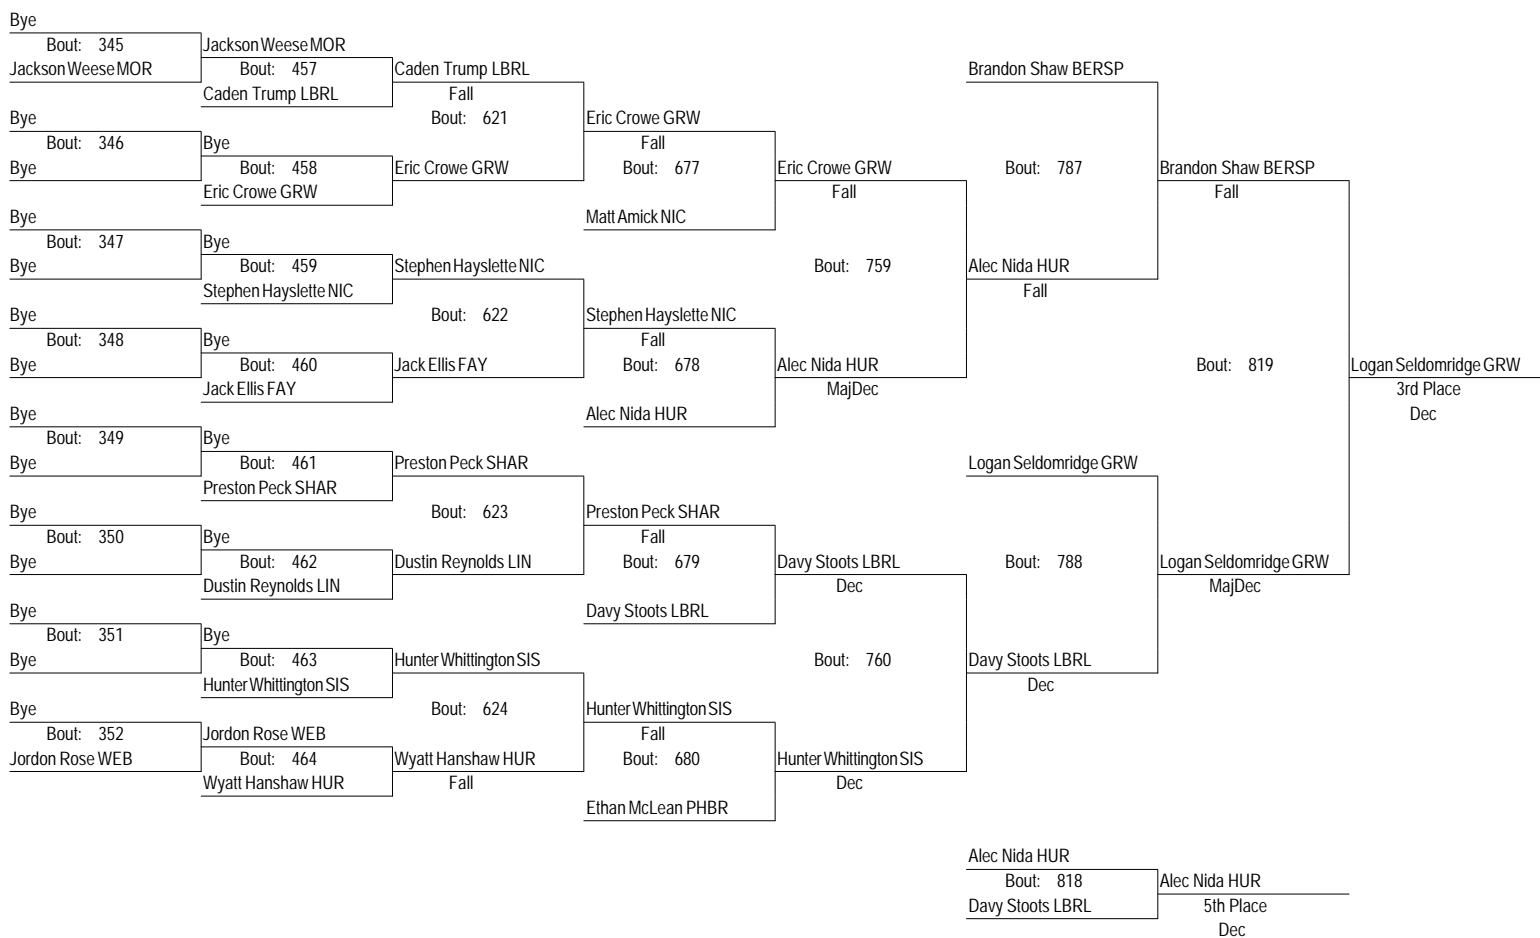 Bye
Bout: 345
Jackson Weese MOR
Jackson Weese MOR
Bout: 457
Caden Trump LBRL
Caden Trump LBRL
Fall
Bout: 621
Bye
Bout: 346
Bye
Bye
Bout: 458
Eric Crowe GRW
Eric Crowe GRW
Eric Crowe GRW
Fall
Bout: 677
Matt Amick NIC
Eric Crowe GRW
Fall
Bye
Bout: 347
Bye
Bye
Bout: 459
Stephen Hayslette NIC
Stephen Hayslette NIC
Bout: 622
Bye
Bout: 348
Bye
Bye
Bout: 460
Jack Ellis FAY
Jack Ellis FAY
Stephen Hayslette NIC
Fall
Bout: 678
Alec Nida HUR
Alec Nida HUR
MajDec
Bout: 759
Brandon Shaw BERSP
Bout: 787
Alec Nida HUR
Fall
Brandon Shaw BERSP
Fall
Bye
Bout: 349
Bye
Bye
Bout: 461
Preston Peck SHAR
Preston Peck SHAR
Bout: 623
Bye
Bout: 350
Bye
Bye
Bout: 462
Dustin Reynolds LIN
Dustin Reynolds LIN
Preston Peck SHAR
Fall
Bout: 679
Davy Stoots LBRL
Davy Stoots LBRL
Dec
Bye
Bout: 351
Bye
Bye
Bout: 463
Hunter Whittington SIS
Hunter Whittington SIS
Bout: 624
Bye
Bout: 352
Jordon Rose WEB
Jordon Rose WEB
Bout: 464
Wyatt Hanshaw HUR
Wyatt Hanshaw HUR
Fall
Hunter Whittington SIS
Fall
Bout: 680
Ethan McLean PHBR
Hunter Whittington SIS
Dec
Bout: 760
Logan Seldomridge GRW
Bout: 788
Davy Stoots LBRL
Dec
Logan Seldomridge GRW
MajDec
Bout: 819
Logan Seldomridge GRW
3rd Place
Dec
Alec Nida HUR
Bout: 818
Davy Stoots LBRL
Alec Nida HUR
5th Place
Dec